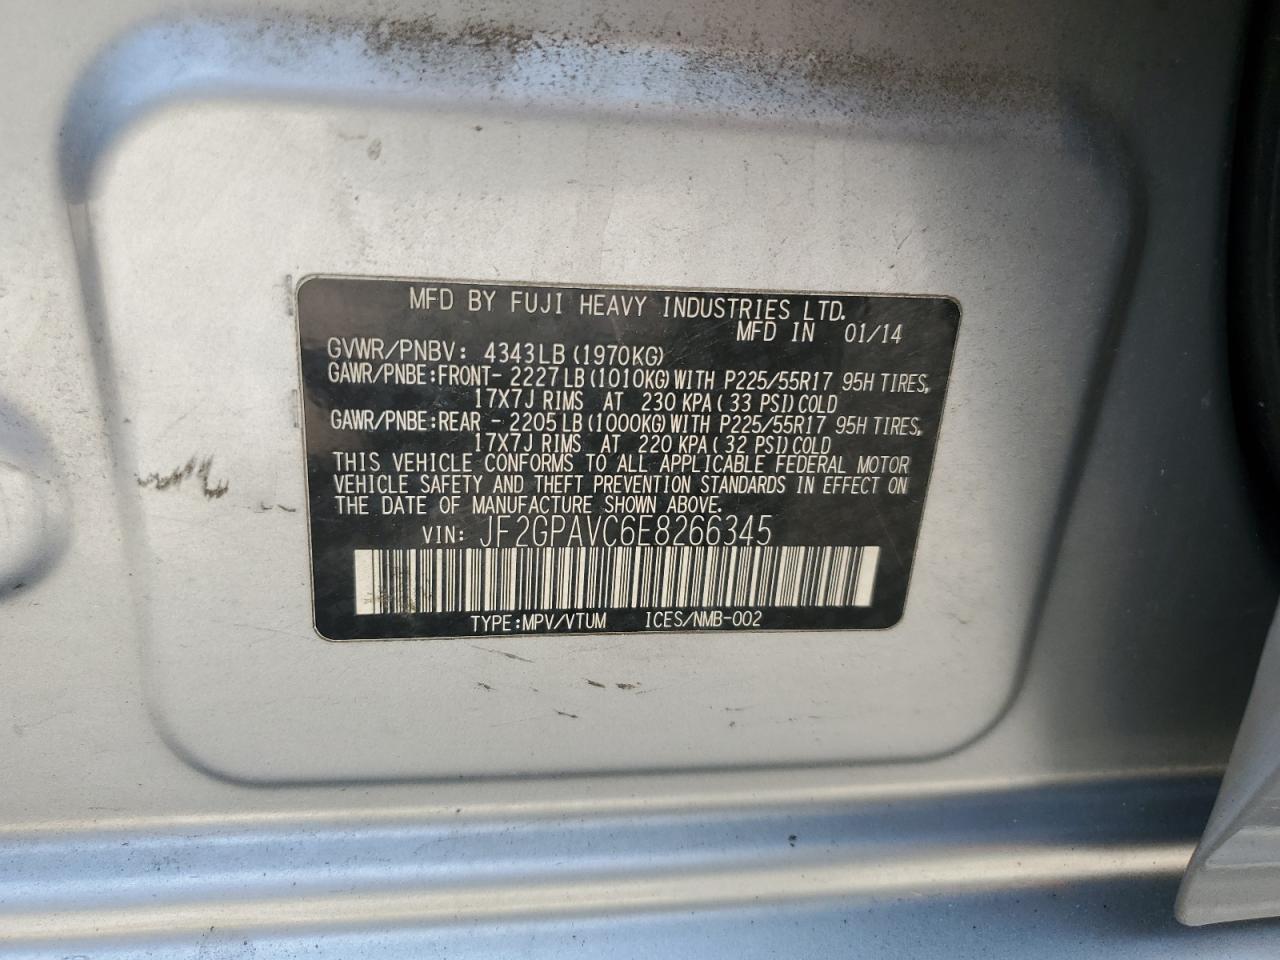 MFD BY FUJI HEAVY INDUSTRIES LTD.
MFD IN 01/14
GVWR/PNBV: 4343LB (1970KG)
GAWR/PNBE:FRONT- 2227LB (1010KG) WITH P225/55R17 95H TIRES,
17X7J RIMS AT 230 KPA (33 PSI) COLD
GAWR/PNBE:REAR - 2205LB (1000KG) WITH P225/55R17 95H TIRES,
17X7J RIMS AT 220 KPA (32 PSI) COLD
THIS VEHICLE CONFORMS TO ALL APPLICABLE FEDERAL MOTOR
VEHICLE SAFETY AND THEFT PREVENTION STANDARDS IN EFFECT ON
THE DATE OF MANUFACTURE SHOWN ABOVE.
VIN: JF2GPAVC6E8266345
TYPE:MPV/VTUM ICES/NMB-002